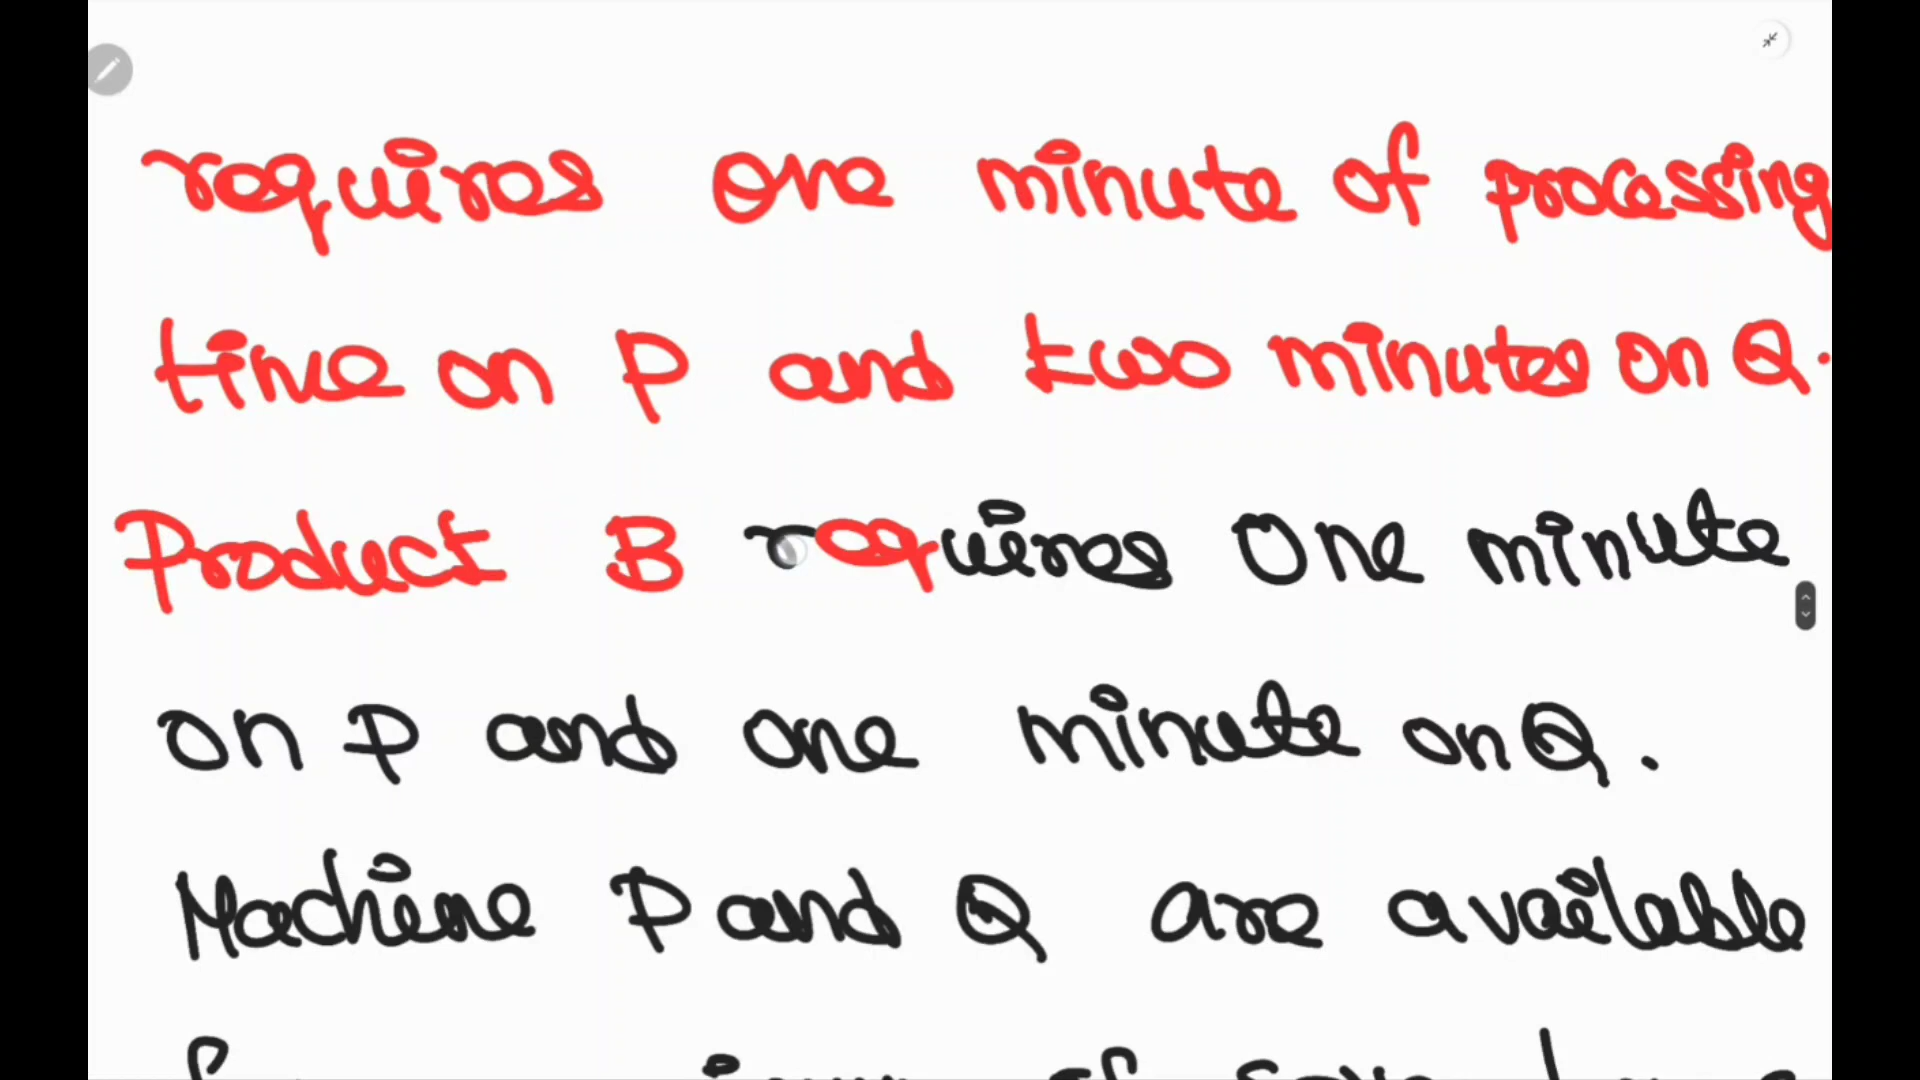 requires one minute of processing
time on P and two minutes on Q.
Product B requires One minute
on P and one minute on Q.
Machine P and Q are available